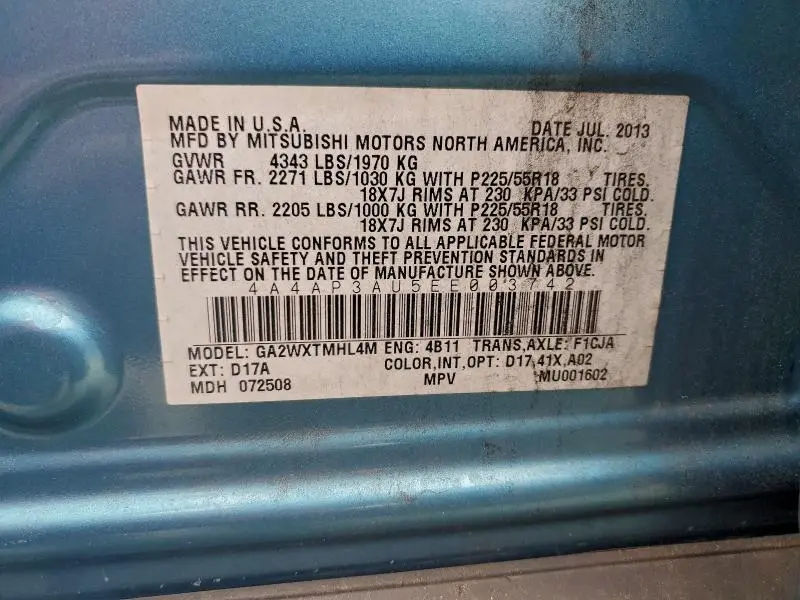 MADE IN U.S.A. DATE JUL. 2013
MFD BY MITSUBISHI MOTORS NORTH AMERICA, INC.
GVWR 4343 LBS/1970 KG
GAWR FR. 2271 LBS/1030 KG WITH P225/55R18 TIRES,
18X7J RIMS AT 230 KPA/33 PSI COLD.
GAWR RR. 2205 LBS/1000 KG WITH P225/55R18 TIRES,
18X7J RIMS AT 230 KPA/33 PSI COLD.
THIS VEHICLE CONFORMS TO ALL APPLICABLE FEDERAL MOTOR
VEHICLE SAFETY AND THEFT PREVENTION STANDARDS IN
EFFECT ON THE DATE OF MANUFACTURE SHOWN ABOVE.
4A4AP3AU5EE003742
MODEL: GA2WXTMHL4M ENG: 4B11 TRANS,AXLE: F1CJA
EXT: D17A COLOR,INT,OPT: D17,41X,A02
MDH 072508 MPV MU001602